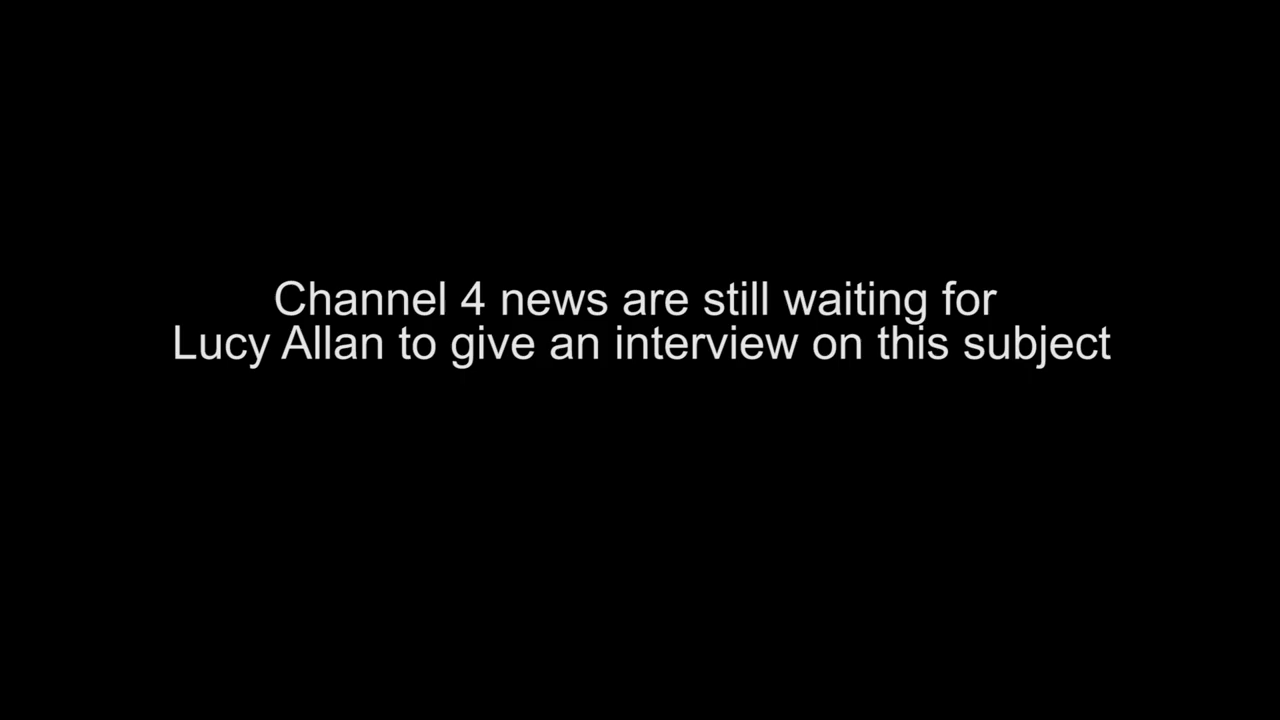 Channel 4 news are still waiting for
Lucy Allan to give an interview on this subject